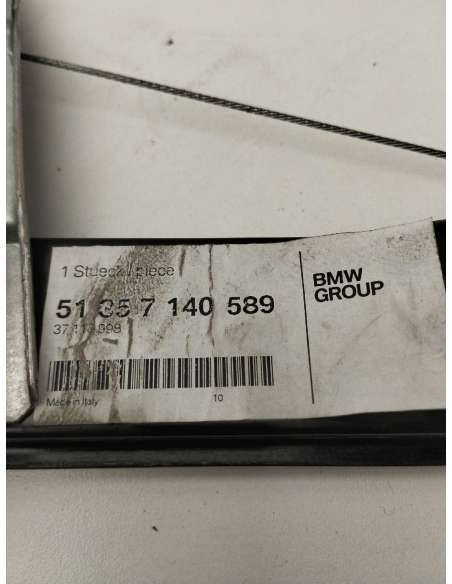 1 Stueck / piece
51 35 7 140 589
BMW
GROUP
Made in Italy
10